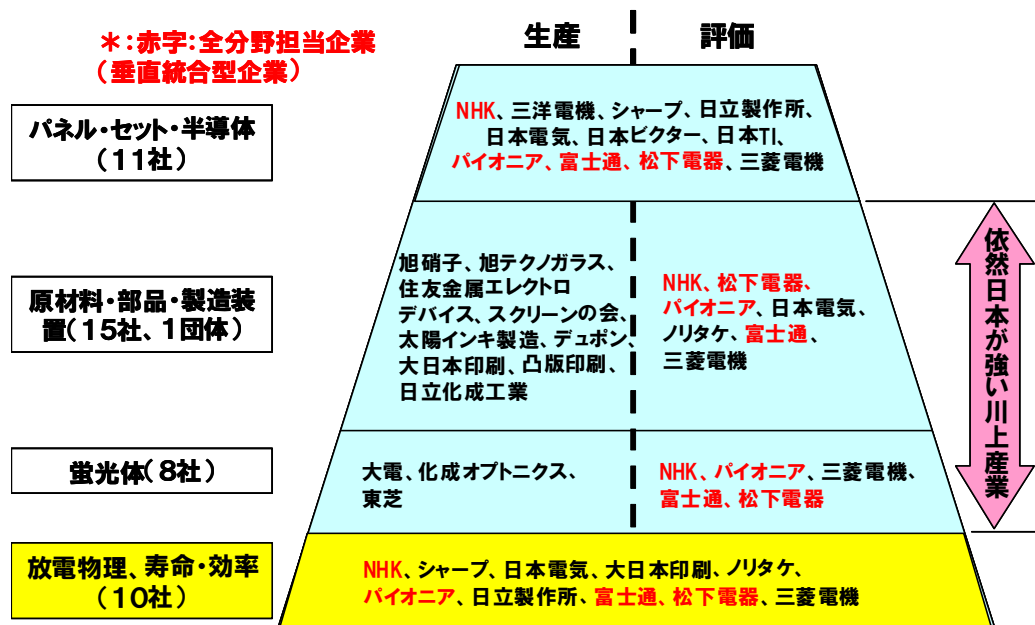 *:赤字:全分野担当企業
(垂直統合型企業)
生産
評価
パネル・セット・半導体
(11社)
NHK、三洋電機、シャープ、日立製作所、
日本電気、日本ビクター、日本TI、
パイオニア、富士通、松下電器、三菱電機
原材料・部品・製造装
置(15社、1団体)
旭硝子、旭テクノガラス、
住友金属エレクトロ
デバイス、スクリーンの会、
太陽インキ製造、デュポン、
大日本印刷、凸版印刷、
日立化成工業
NHK、松下電器、
パイオニア、日本電気、
ノリタケ、富士通、
三菱電機
依然日本が強い川上産業
蛍光体(8社)
大電、化成オプトニクス、
東芝
NHK、パイオニア、三菱電機、
富士通、松下電器
放電物理、寿命・効率
(10社)
NHK、シャープ、日本電気、大日本印刷、ノリタケ、
パイオニア、日立製作所、富士通、松下電器、三菱電機